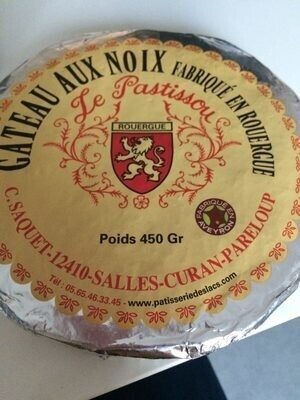 GATEAU AUX NOIX FABRIQUÉ EN ROUERGUE
Le Pastissou
ROUERGUE
FABRIQUÉ EN
AVEYRON
Poids 450 Gr
C. SAQUET-12410-SALLES-CURAN-PARELOUP
Tél : 05.65.46.33.45 - www.patisseriedeslacs.com